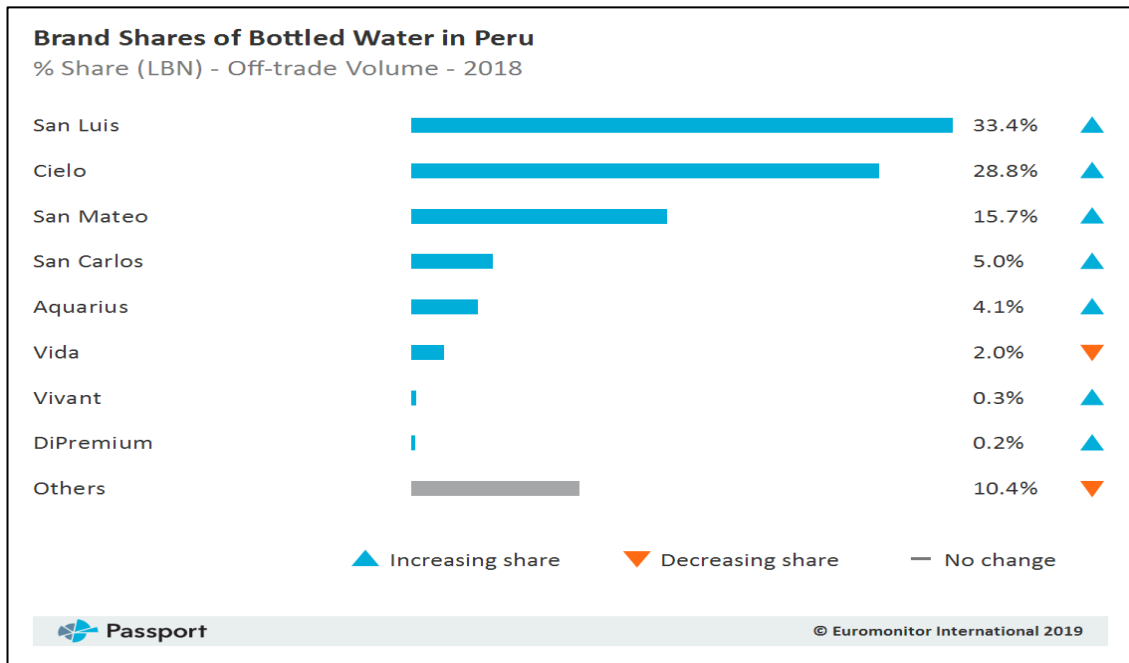 Brand Shares of Bottled Water in Peru
% Share (LBN) - Off-trade Volume - 2018
San Luis 33.4%
Cielo 28.8%
San Mateo 15.7%
San Carlos 5.0%
Aquarius 4.1%
Vida 2.0%
Vivant 0.3%
DiPremium 0.2%
Others 10.4%
Increasing share Decreasing share No change
Passport © Euromonitor International 2019